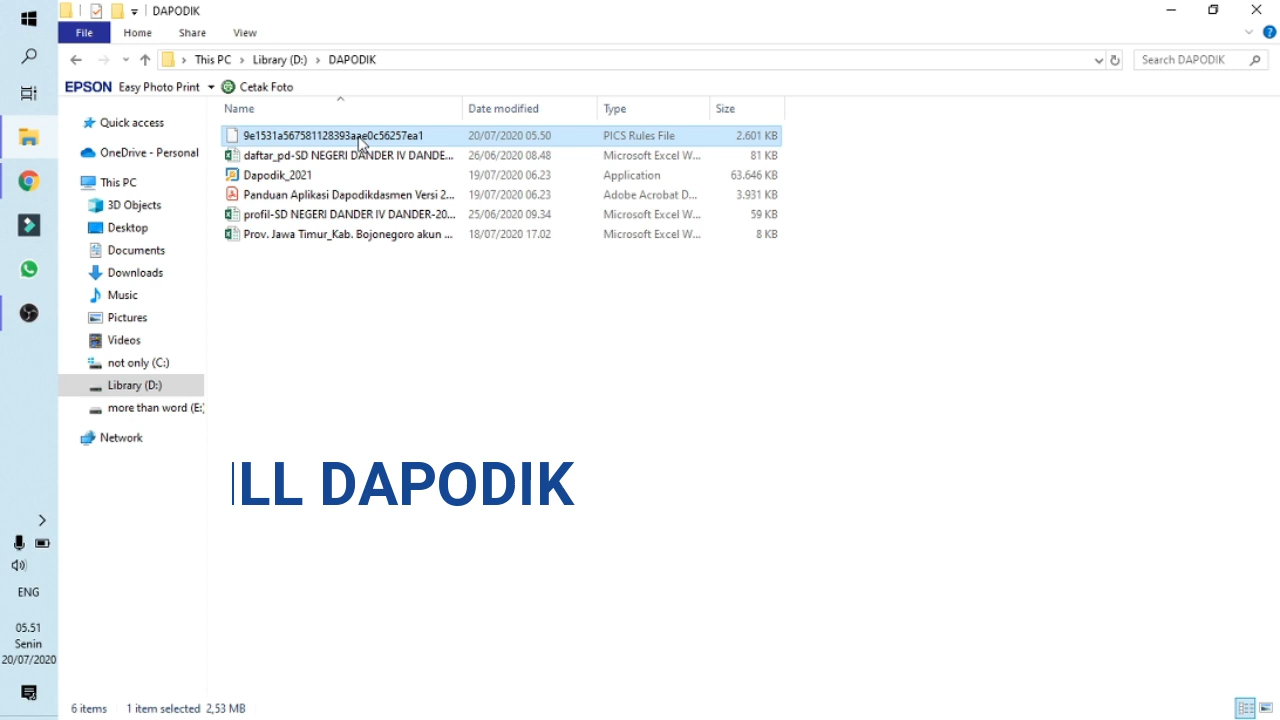 DAPODIK
File Home Share View
This PC Library (D:) DAPODIK
Search DAPODIK
EPSON Easy Photo Print Cetak Foto
Name Date modified Type Size
9e1531a567581128393aae0c56257ea1 20/07/2020 05.50 PICS Rules File 2.601 KB
daftar_pd-SD NEGERI DANDER IV DANDE... 26/06/2020 08.48 Microsoft Excel W... 81 KB
Dapodik_2021 19/07/2020 06.23 Application 63.646 KB
Panduan Aplikasi Dapodikdasmen Versi 2... 19/07/2020 06.23 Adobe Acrobat D... 3.931 KB
profil-SD NEGERI DANDER IV DANDER-20... 25/06/2020 09.34 Microsoft Excel W... 59 KB
Prov. Jawa Timur_Kab. Bojonegoro akun ... 18/07/2020 17.02 Microsoft Excel W... 8 KB
Quick access
OneDrive - Personal
This PC
3D Objects
Desktop
Documents
Downloads
Music
Pictures
Videos
not only (C:)
Library (D:)
more than word (E:)
Network
LL DAPODIK
ENG
05.51
Senin
20/07/2020
6 items 1 item selected 2,53 MB